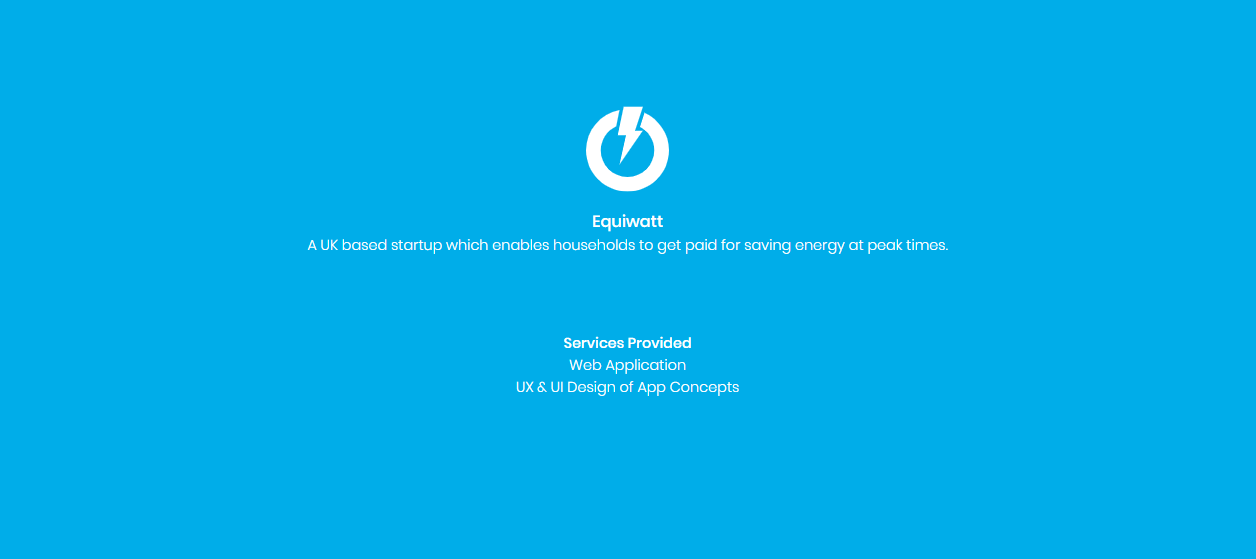 Equiwatt
A UK based startup which enables households to get paid for saving energy at peak times.
Services Provided
Web Application
UX & UI Design of App Concepts